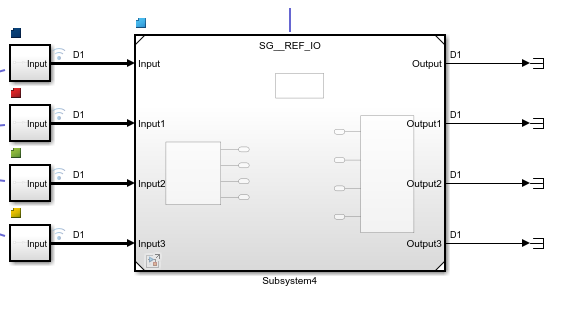 SG__REF_IO
Input D1 Input Output D1
Input D1 Input1 Output1 D1
Input D1 Input2 Output2 D1
Input D1 Input3 Output3 D1
Subsystem4